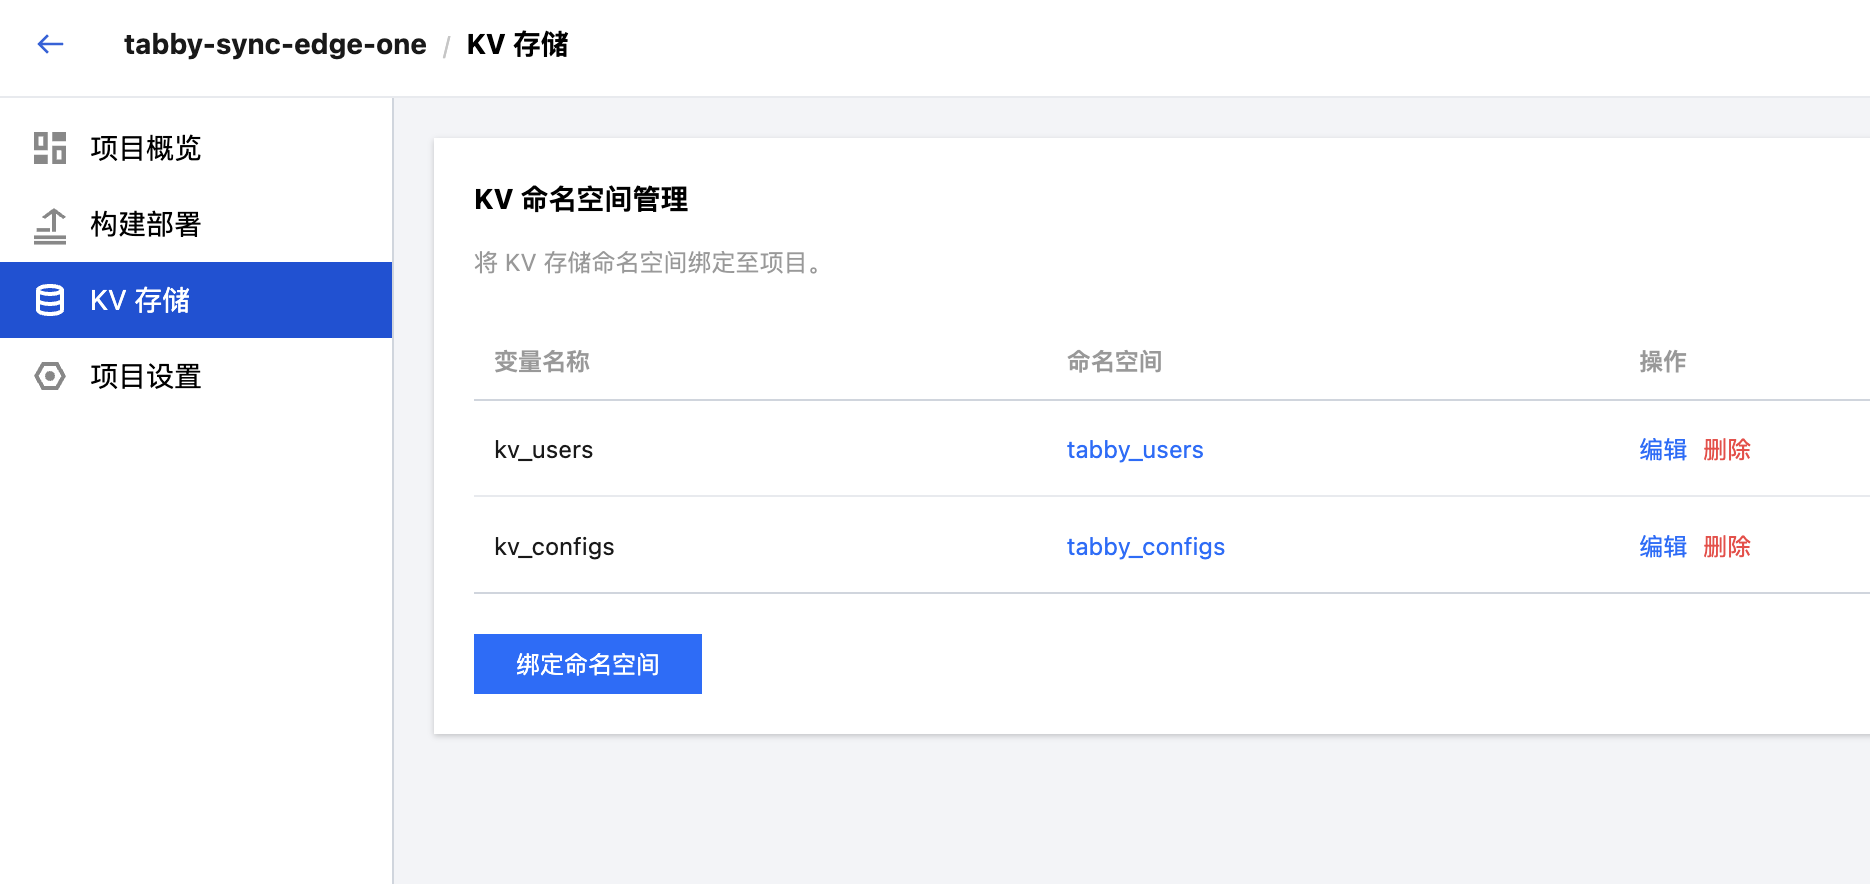 tabby-sync-edge-one / KV 存储
项目概览
构建部署
KV 存储
项目设置
KV 命名空间管理
将 KV 存储命名空间绑定至项目。
变量名称 命名空间 操作
kv_users tabby_users 编辑 删除
kv_configs tabby_configs 编辑 删除
绑定命名空间